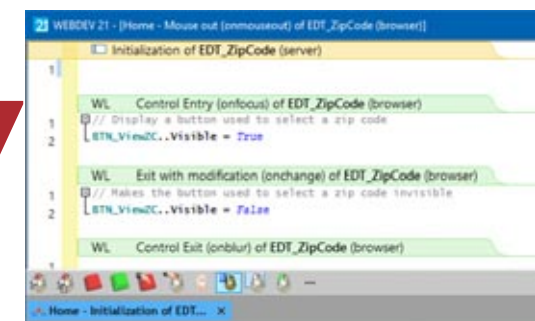 21 WEBDEV 21 - [Home - Mouse out (onmouseout) of EDT_ZipCode (browser)]
Initialization of EDT_ZipCode (server)
1
WL Control Entry (onfocus) of EDT_ZipCode (browser)
1 // Display a button used to select a zip code
2 BTN_ViewZC..Visible = True
WL Exit with modification (onchange) of EDT_ZipCode (browser)
1 // Makes the button used to select a zip code invisible
2 BTN_ViewZC..Visible = False
WL Control Exit (onblur) of EDT_ZipCode (browser)
Home - Initialization of EDT... ×